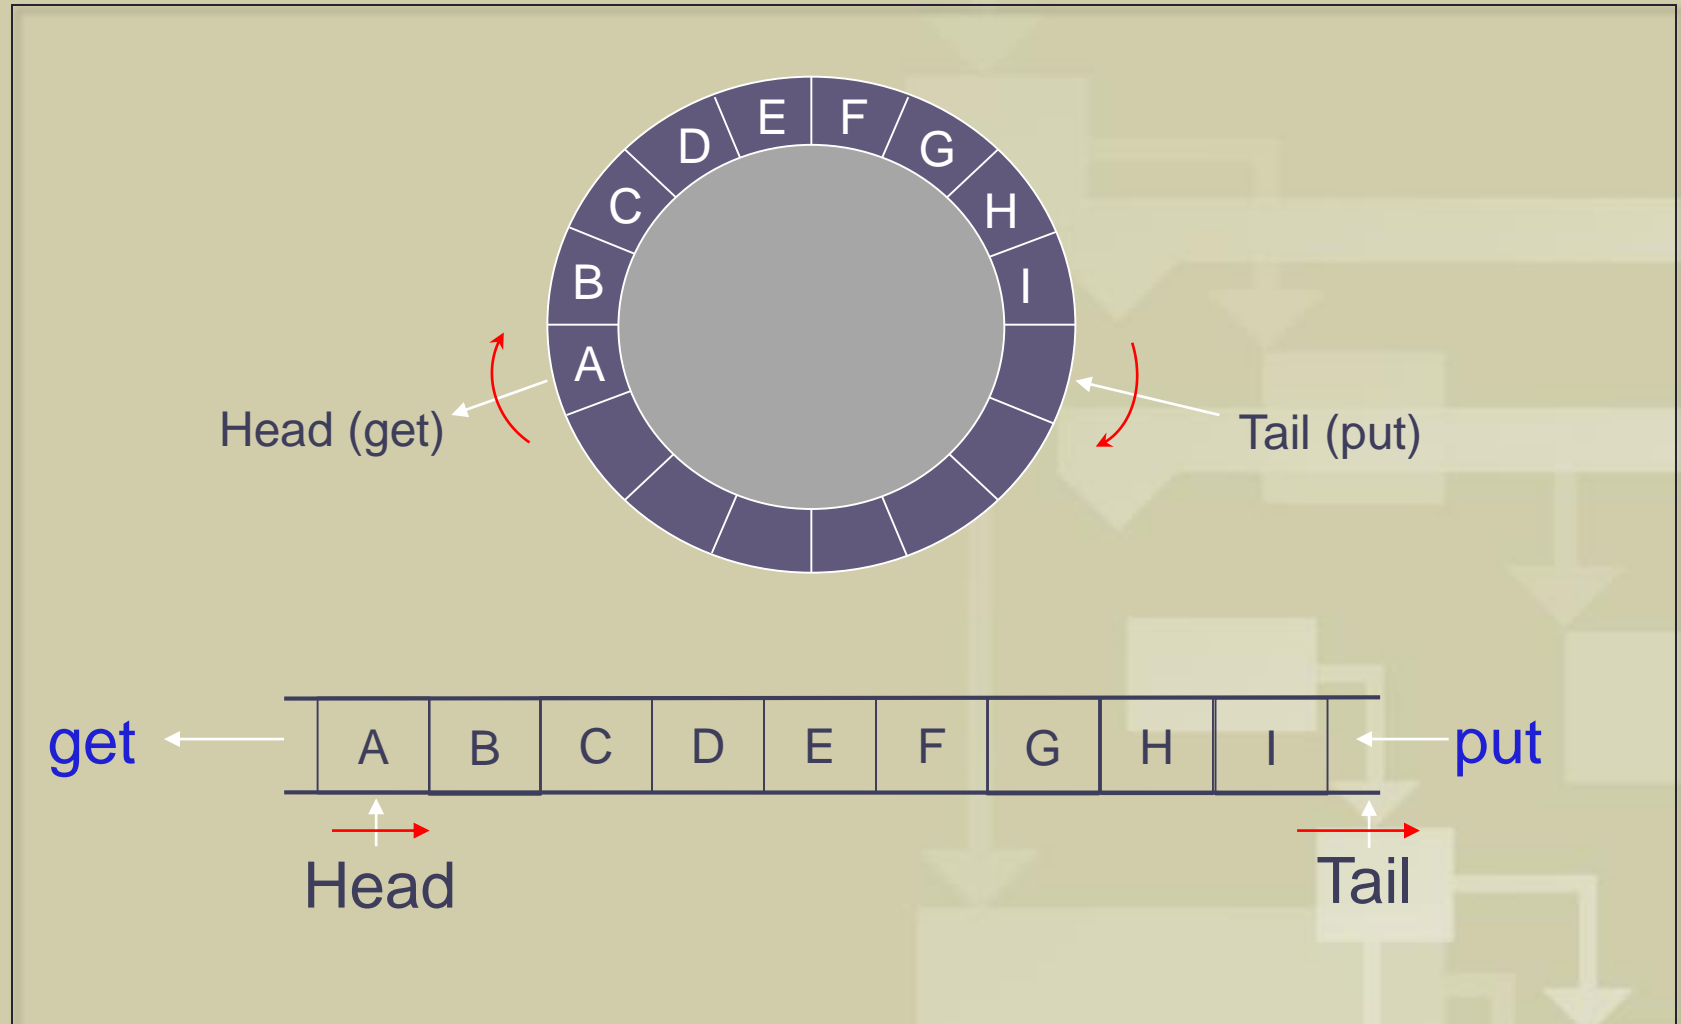 E F
D G
C H
B I
A
Head (get) Tail (put)
get A B C D E F G H I put
Head Tail